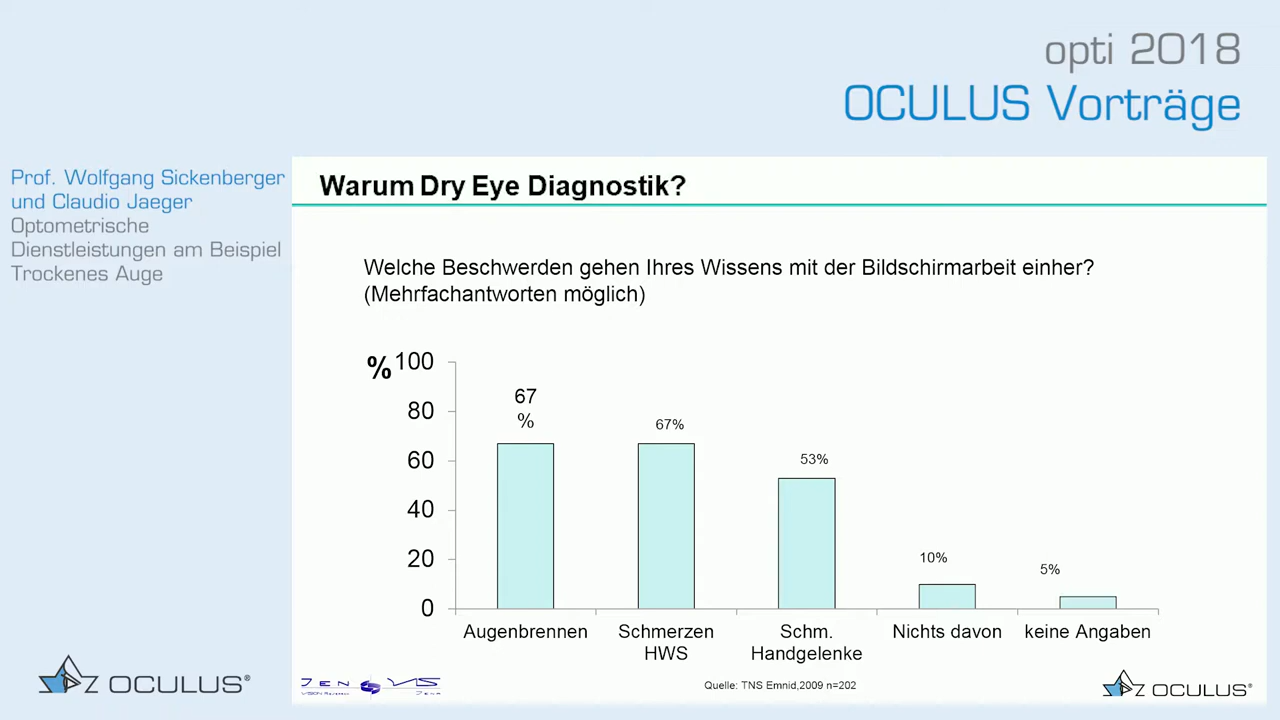 opti 2018
OCULUS Vorträge
Prof. Wolfgang Sickenberger
und Claudio Jaeger
Optometrische
Dienstleistungen am Beispiel
Trockenes Auge
Warum Dry Eye Diagnostik?
Welche Beschwerden gehen Ihres Wissens mit der Bildschirmarbeit einher?
(Mehrfachantworten möglich)
%
100
80
60
40
20
0
67
%
67%
53%
10%
5%
Augenbrennen
Schmerzen
HWS
Schm.
Handgelenke
Nichts davon
keine Angaben
JENVIS
Quelle: TNS Emnid,2009 n=202
OCULUS®
OCULUS®